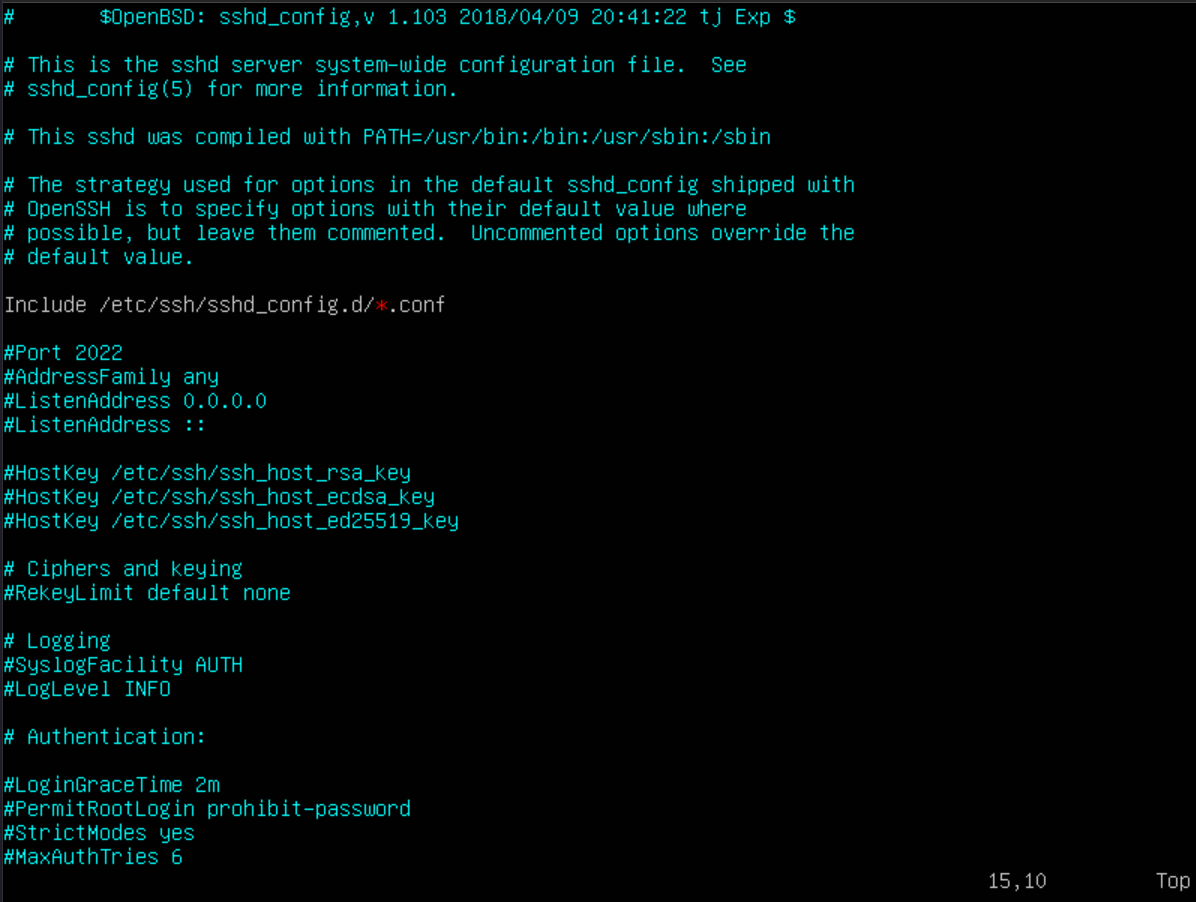 #       $OpenBSD: sshd_config,v 1.103 2018/04/09 20:41:22 tj Exp $
# This is the sshd server system-wide configuration file.  See
# sshd_config(5) for more information.
# This sshd was compiled with PATH=/usr/bin:/bin:/usr/sbin:/sbin
# The strategy used for options in the default sshd_config shipped with
# OpenSSH is to specify options with their default value where
# possible, but leave them commented.  Uncommented options override the
# default value.
Include /etc/ssh/sshd_config.d/*.conf
#Port 2022
#AddressFamily any
#ListenAddress 0.0.0.0
#ListenAddress ::
#HostKey /etc/ssh/ssh_host_rsa_key
#HostKey /etc/ssh/ssh_host_ecdsa_key
#HostKey /etc/ssh/ssh_host_ed25519_key
# Ciphers and keying
#RekeyLimit default none
# Logging
#SyslogFacility AUTH
#LogLevel INFO
# Authentication:
#LoginGraceTime 2m
#PermitRootLogin prohibit-password
#StrictModes yes
#MaxAuthTries 6
15,10         Top